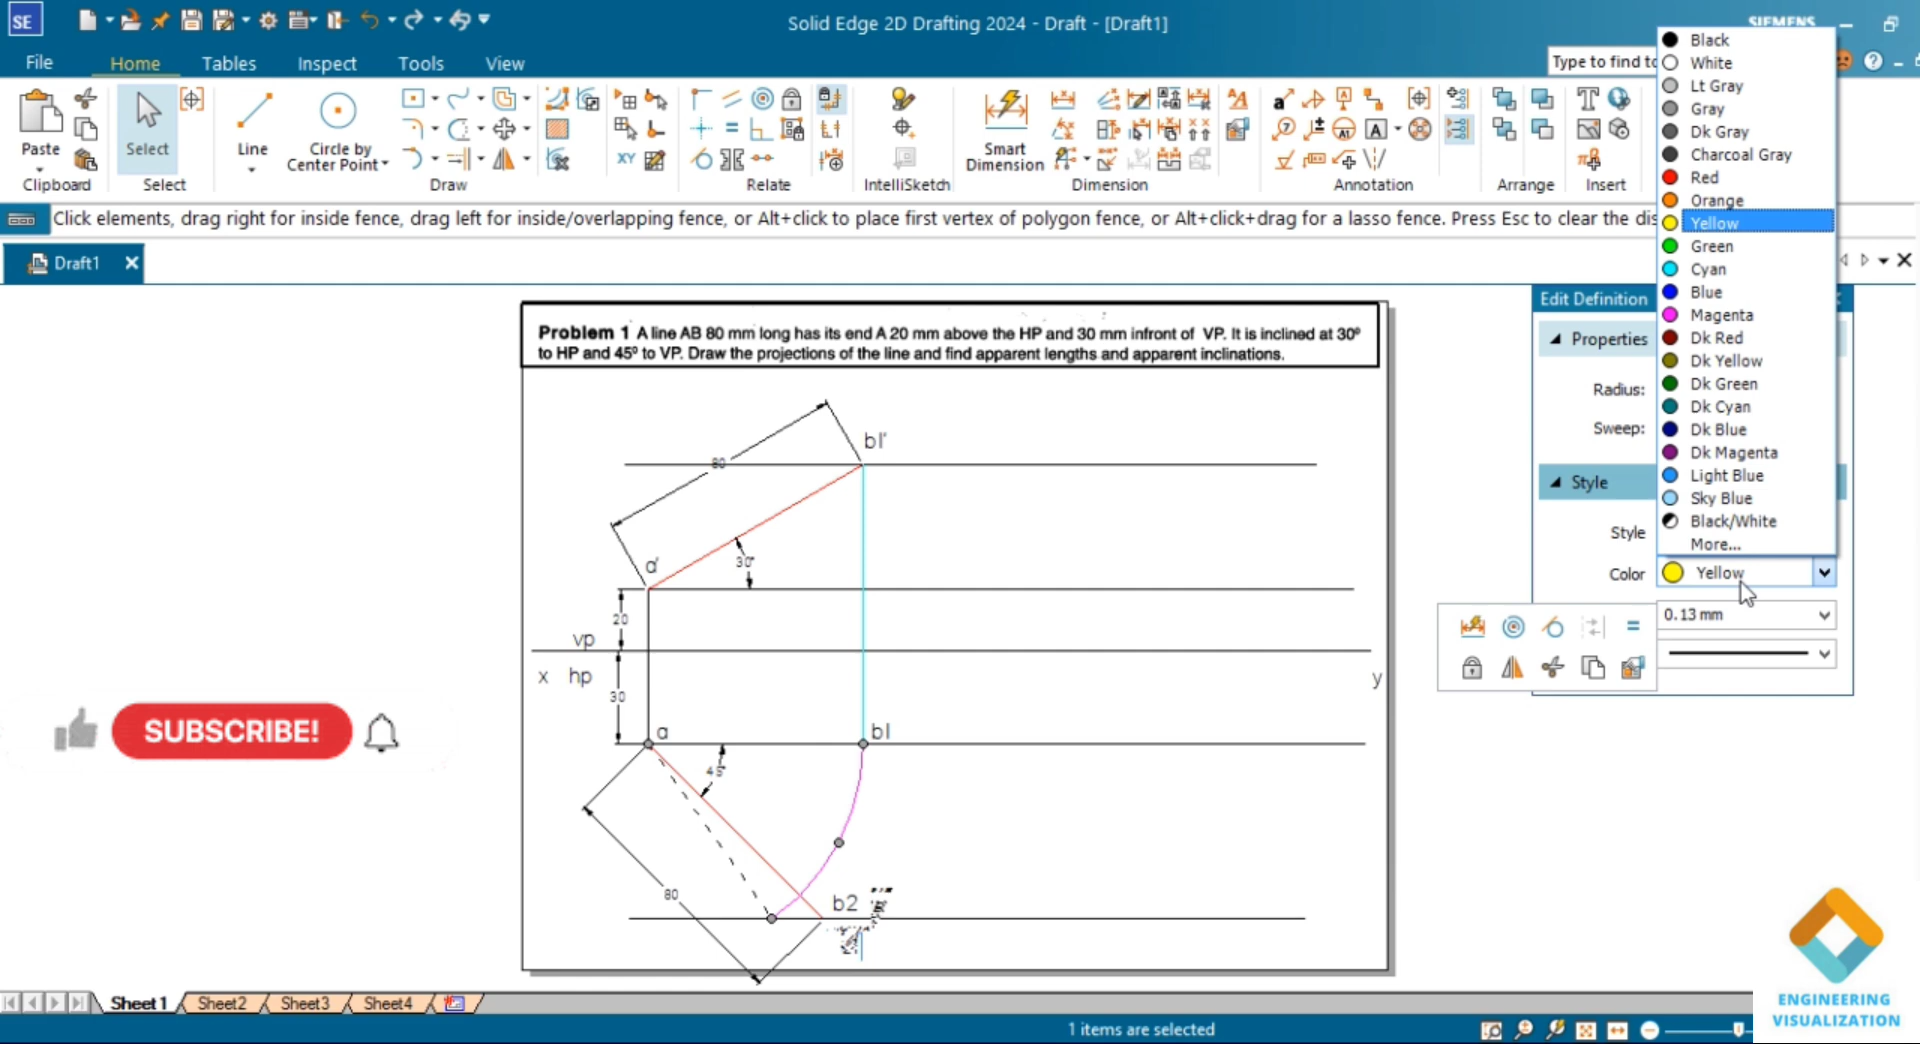 SE
Solid Edge 2D Drafting 2024 - Draft - [Draft1]
SIEMENS
File Home Tables Inspect Tools View
Paste
Select
Line
Circle by
Center Point
XY
Smart
Dimension
Clipboard Select Draw Relate IntelliSketch Dimension Annotation Arrange Insert
Click elements, drag right for inside fence, drag left for inside/overlapping fence, or Alt+click to place first vertex of polygon fence, or Alt+click+drag for a lasso fence. Press Esc to clear the dis
Draft1
Black
White
Lt Gray
Gray
Dk Gray
Charcoal Gray
Red
Orange
Yellow
Green
Cyan
Blue
Magenta
Dk Red
Dk Yellow
Dk Green
Dk Cyan
Dk Blue
Dk Magenta
Light Blue
Sky Blue
Black/White
More...
Edit Definition
Properties
Radius:
Sweep:
Style
Style
Color Yellow
0.13 mm
Problem 1 A line AB 80 mm long has its end A 20 mm above the HP and 30 mm infront of VP. It is inclined at 30°
to HP and 45° to VP. Draw the projections of the line and find apparent lengths and apparent inclinations.
b1'
80
a'
30°
20
vp
x hp
y
30
a
b1
45°
80
b2
SUBSCRIBE!
Sheet1 Sheet2 Sheet3 Sheet4
1 items are selected
ENGINEERING
VISUALIZATION